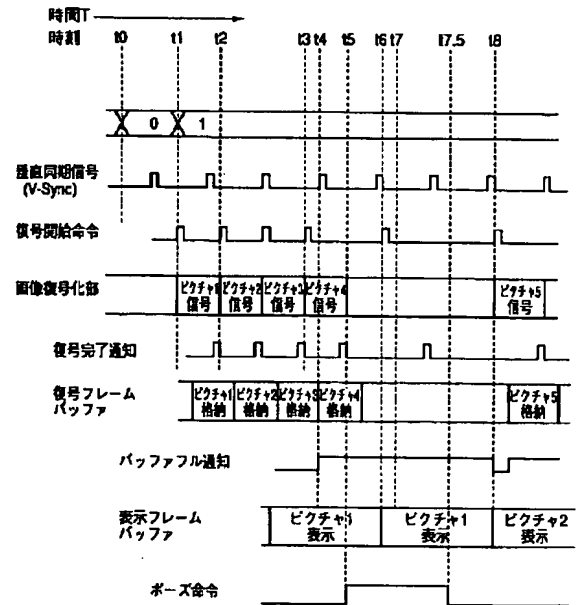 時間T
時刻 t0 t1 t2 t3 t4 t5 t6 t7 t7.5 t8
0 1
垂直同期信号
(V-Sync)
復号開始命令
画像復号化部
ピクチャ1
信号
ピクチャ2
信号
ピクチャ3
信号
ピクチャ4
信号
ピクチャ5
信号
復号完了通知
復号フレーム
バッファ
ピクチャ1
格納
ピクチャ2
格納
ピクチャ3
格納
ピクチャ4
格納
ピクチャ5
格納
バッファフル通知
表示フレーム
バッファ
ピクチャ1
表示
ピクチャ1
表示
ピクチャ2
表示
ポーズ命令